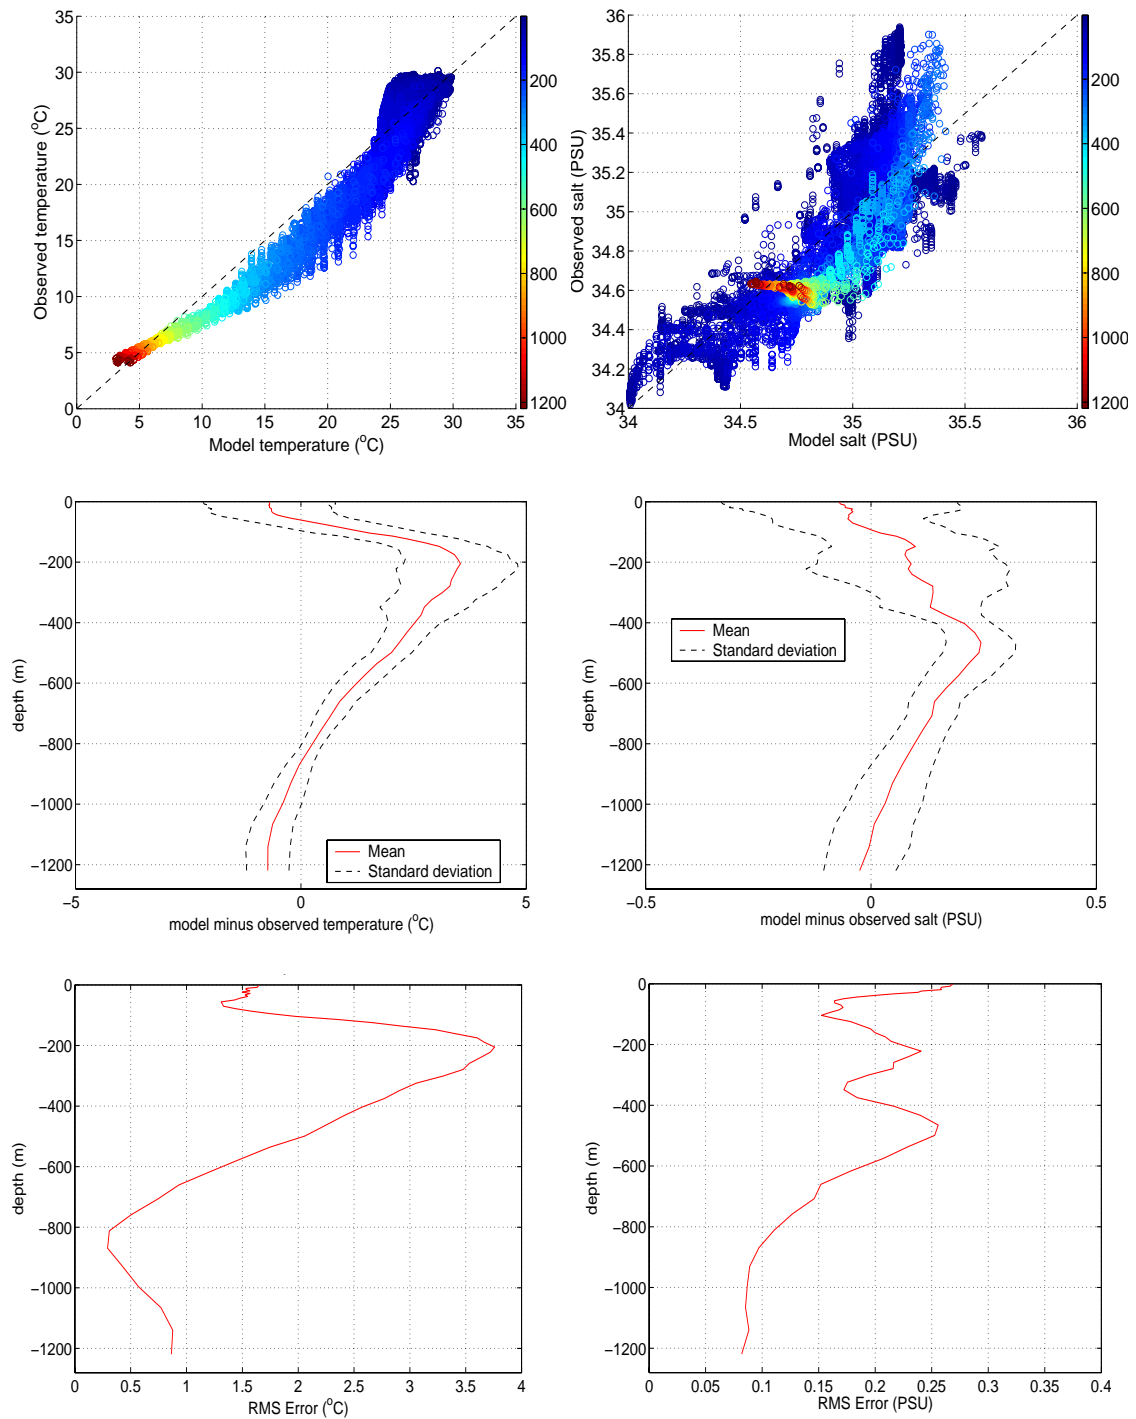 35
30
25
20
15
10
5
0
Observed temperature (°C)
0 5 10 15 20 25 30 35
Model temperature (°C)
200
400
600
800
1000
1200
36
35.8
35.6
35.4
35.2
35
34.8
34.6
34.4
34.2
34
Observed salt (PSU)
34 34.5 35 35.5 36
Model salt (PSU)
200
400
600
800
1000
1200
0
−200
−400
−600
−800
−1000
−1200
depth (m)
Mean
Standard deviation
−5 0 5
model minus observed temperature (°C)
0
−200
−400
−600
−800
−1000
−1200
depth (m)
Mean
Standard deviation
−0.5 0 0.5
model minus observed salt (PSU)
0
−200
−400
−600
−800
−1000
−1200
depth (m)
0 0.5 1 1.5 2 2.5 3 3.5 4
RMS Error (°C)
0
−200
−400
−600
−800
−1000
−1200
depth (m)
0 0.05 0.1 0.15 0.2 0.25 0.3 0.35 0.4
RMS Error (PSU)